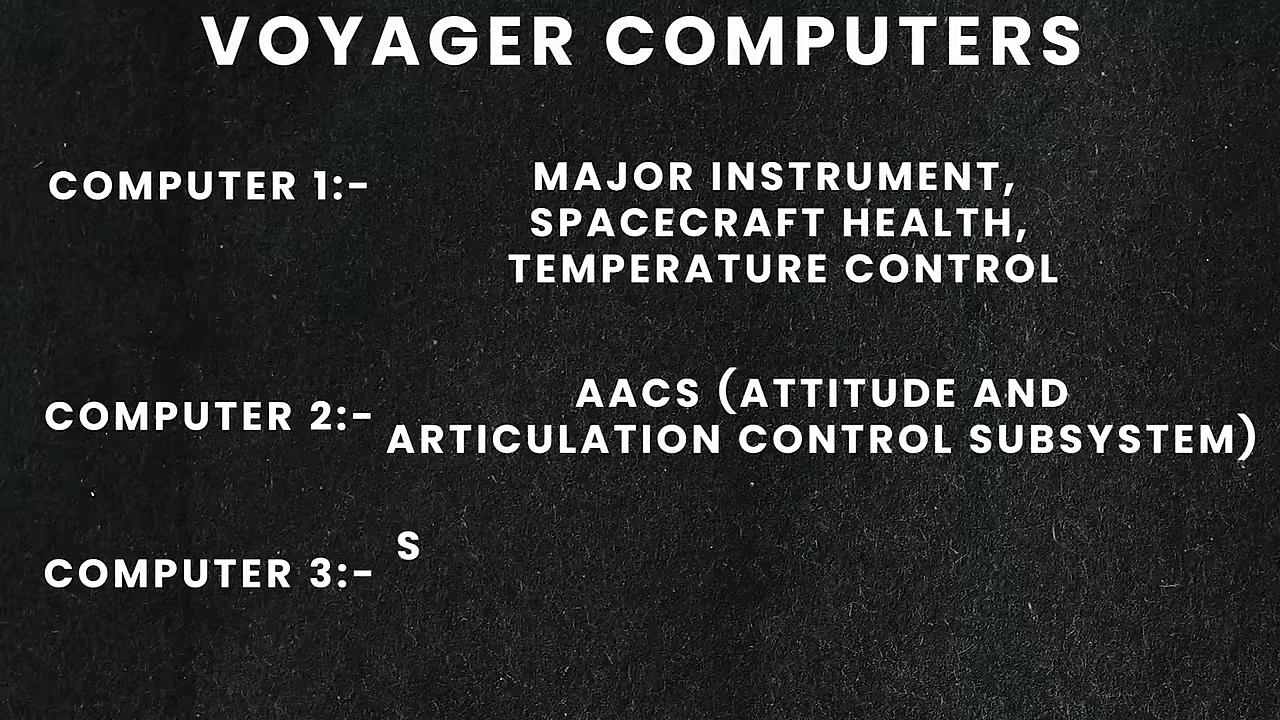 VOYAGER COMPUTERS
COMPUTER 1:-
MAJOR INSTRUMENT,
SPACECRAFT HEALTH,
TEMPERATURE CONTROL
COMPUTER 2:-
AACS (ATTITUDE AND
ARTICULATION CONTROL SUBSYSTEM)
COMPUTER 3:-
S